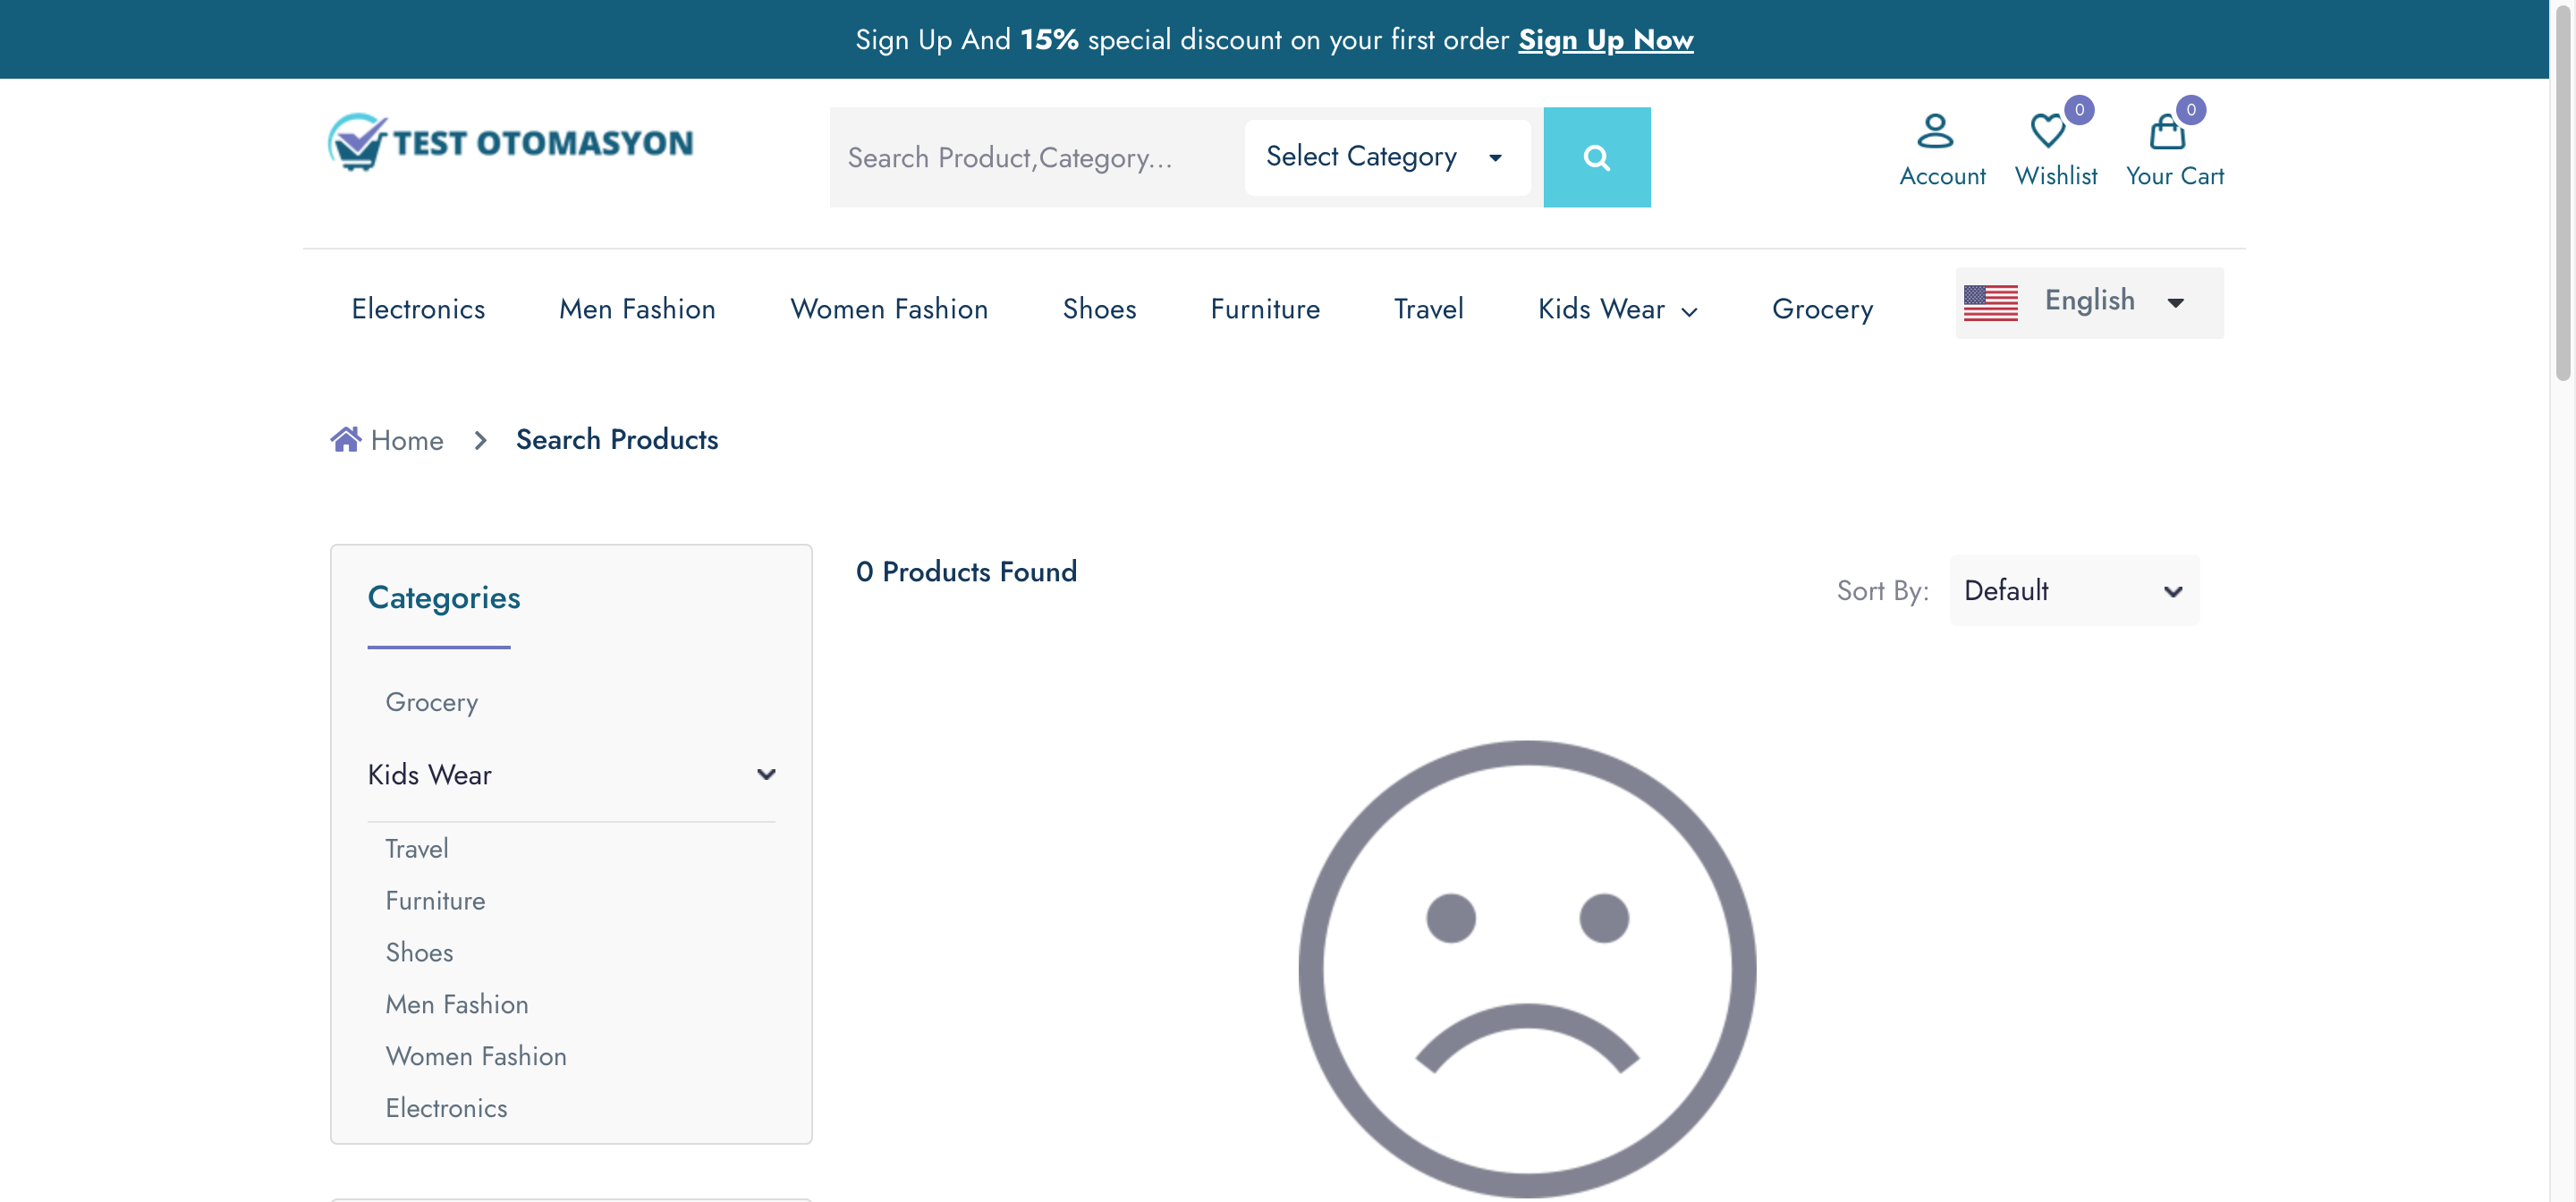 Sign Up And 15% special discount on your first order Sign Up Now
TEST OTOMASYON
Search Product,Category...
Select Category
Account
0
Wishlist
0
Your Cart
Electronics
Men Fashion
Women Fashion
Shoes
Furniture
Travel
Kids Wear
Grocery
English
Home
Search Products
Categories
Grocery
Kids Wear
Travel
Furniture
Shoes
Men Fashion
Women Fashion
Electronics
0 Products Found
Sort By:
Default